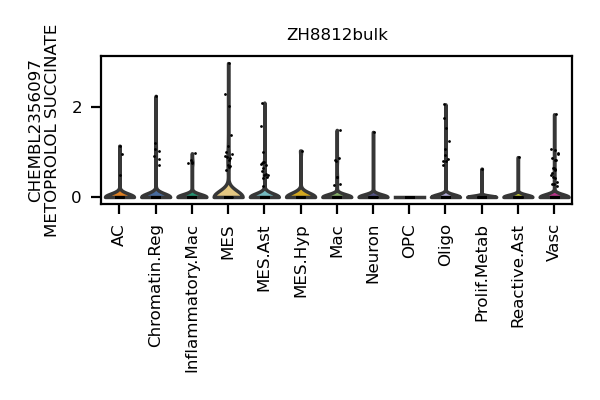 ZH8812bulk
CHEMBL2356097
METOPROLOL SUCCINATE
2
0
AC
Chromatin.Reg
Inflammatory.Mac
MES
MES.Ast
MES.Hyp
Mac
Neuron
OPC
Oligo
Prolif.Metab
Reactive.Ast
Vasc